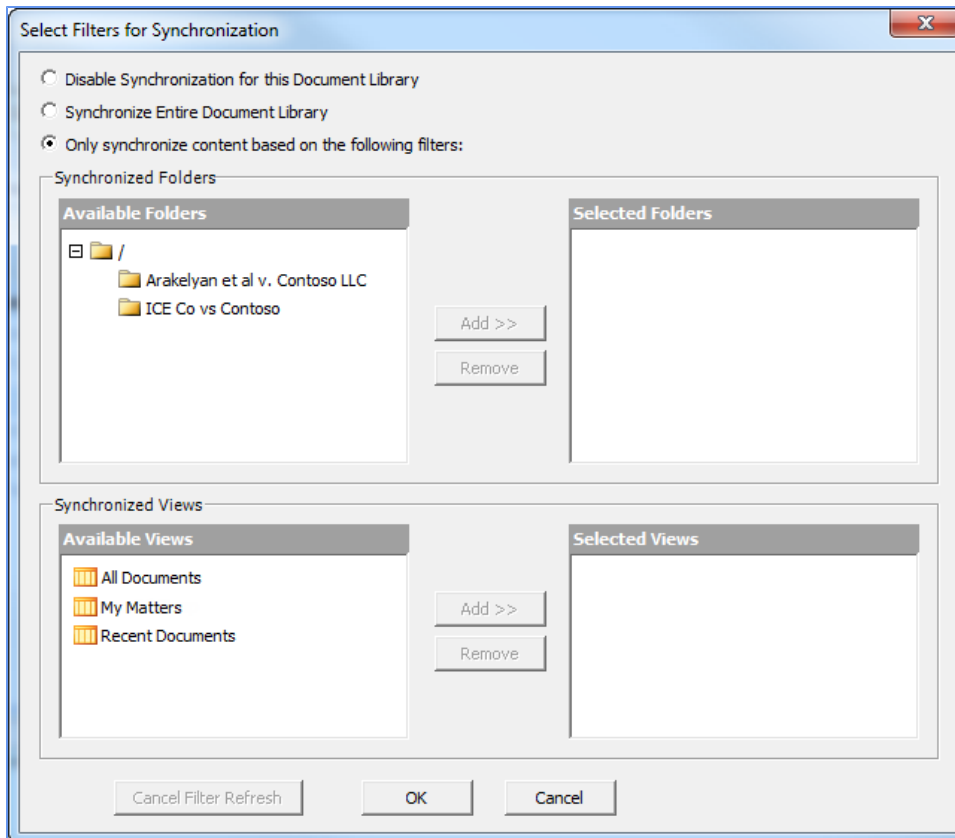 Select Filters for Synchronization
Disable Synchronization for this Document Library
Synchronize Entire Document Library
Only synchronize content based on the following filters:
Synchronized Folders
Available Folders
Selected Folders
/
Arakelyan et al v. Contoso LLC
ICE Co vs Contoso
Add >>
Remove
Synchronized Views
Available Views
Selected Views
All Documents
My Matters
Recent Documents
Add >>
Remove
Cancel Filter Refresh
OK
Cancel